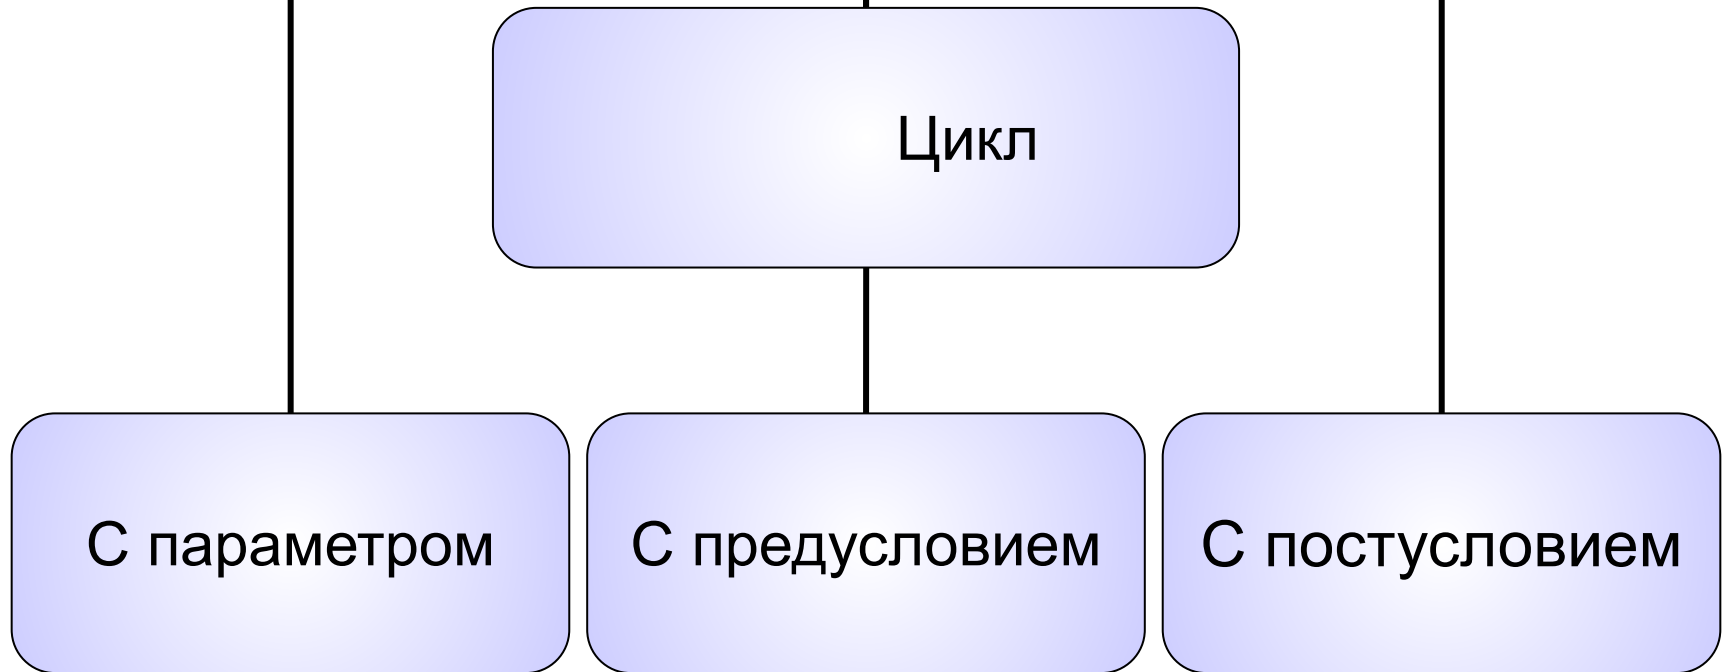 Цикл
С параметром
С предусловием
С постусловием